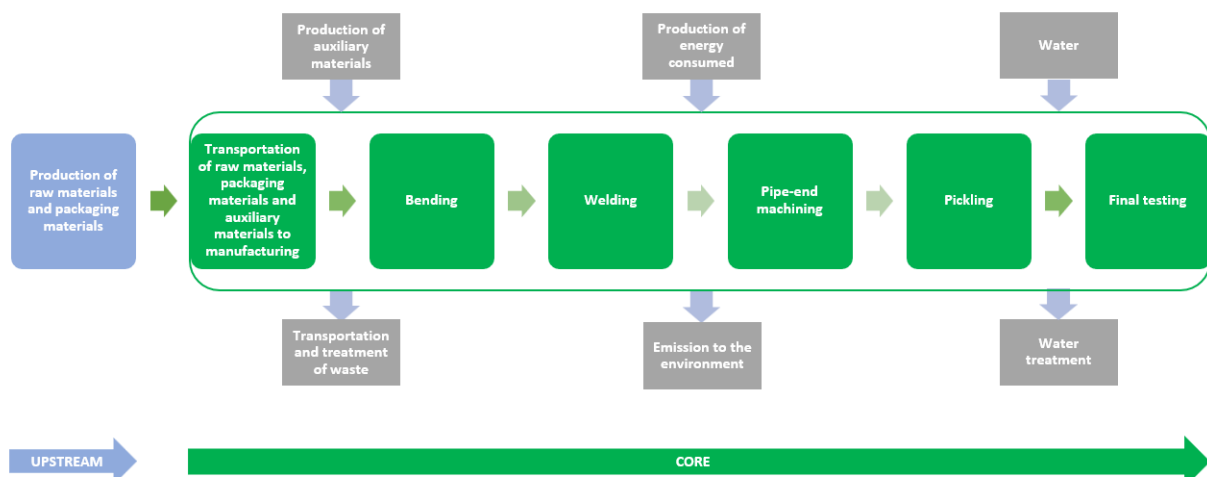 Production of
auxiliary
materials
Production of
energy
consumed
Water
Production of
raw materials
and packaging
materials
Transportation
of raw materials,
packaging
materials and
auxiliary
materials to
manufacturing
Bending
Welding
Pipe-end
machining
Pickling
Final testing
Transportation
and treatment
of waste
Emission to the
environment
Water
treatment
UPSTREAM
CORE